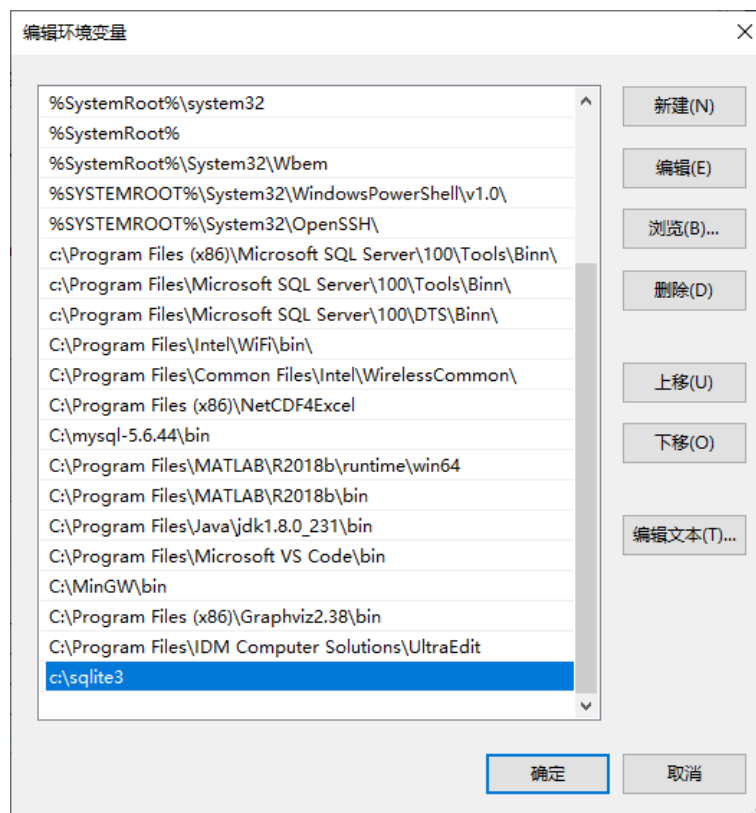 编辑环境变量
%SystemRoot%\system32
%SystemRoot%
%SystemRoot%\System32\Wbem
%SYSTEMROOT%\System32\WindowsPowerShell\v1.0\
%SYSTEMROOT%\System32\OpenSSH\
c:\Program Files (x86)\Microsoft SQL Server\100\Tools\Binn\
c:\Program Files\Microsoft SQL Server\100\Tools\Binn\
c:\Program Files\Microsoft SQL Server\100\DTS\Binn\
C:\Program Files\Intel\WiFi\bin\
C:\Program Files\Common Files\Intel\WirelessCommon\
C:\Program Files (x86)\NetCDF4Excel
C:\mysql-5.6.44\bin
C:\Program Files\MATLAB\R2018b\runtime\win64
C:\Program Files\MATLAB\R2018b\bin
C:\Program Files\Java\jdk1.8.0_231\bin
C:\Program Files\Microsoft VS Code\bin
C:\MinGW\bin
C:\Program Files (x86)\Graphviz2.38\bin
C:\Program Files\IDM Computer Solutions\UltraEdit
c:\sqlite3
新建(N)
编辑(E)
浏览(B)...
删除(D)
上移(U)
下移(O)
编辑文本(T)...
确定
取消